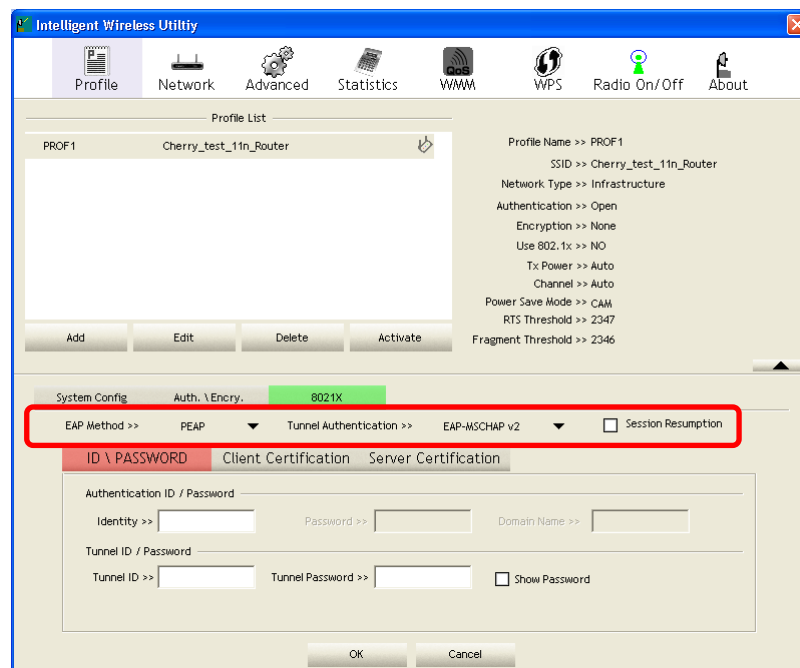 Intelligent Wireless Utiltiy
Profile Network Advanced Statistics QoS WMM WPS Radio On/Off About
Profile List
PROF1 Cherry_test_11n_Router
Profile Name >> PROF1
SSID >> Cherry_test_11n_Router
Network Type >> Infrastructure
Authentication >> Open
Encryption >> None
Use 802.1x >> NO
Tx Power >> Auto
Channel >> Auto
Power Save Mode >> CAM
RTS Threshold >> 2347
Fragment Threshold >> 2346
Add Edit Delete Activate
System Config Auth. \ Encry. 8021X
EAP Method >> PEAP Tunnel Authentication >> EAP-MSCHAP v2 Session Resumption
ID \ PASSWORD Client Certification Server Certification
Authentication ID / Password
Identity >> Password >> Domain Name >>
Tunnel ID / Password
Tunnel ID >> Tunnel Password >> Show Password
OK Cancel